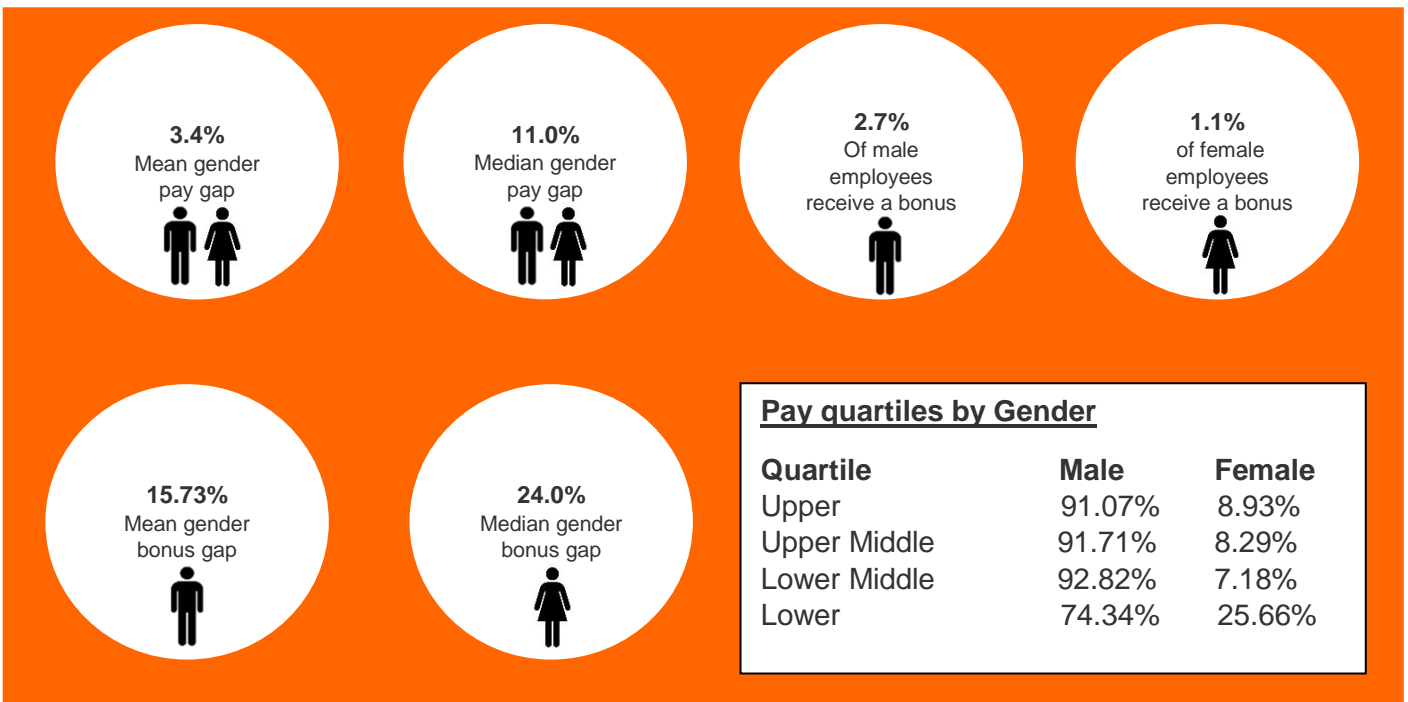 3.4%
Mean gender
pay gap
11.0%
Median gender
pay gap
2.7%
Of male
employees
receive a bonus
1.1%
of female
employees
receive a bonus
15.73%
Mean gender
bonus gap
24.0%
Median gender
bonus gap
Pay quartiles by Gender
Quartile Male Female
Upper 91.07% 8.93%
Upper Middle 91.71% 8.29%
Lower Middle 92.82% 7.18%
Lower 74.34% 25.66%